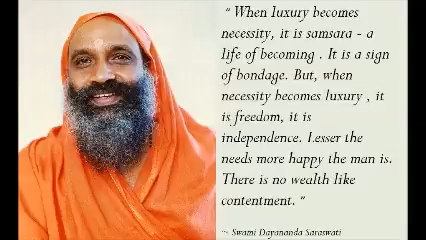 " When luxury becomes
necessity, it is samsara - a
life of becoming . It is a sign
of bondage. But, when
necessity becomes luxury , it
is freedom, it is
independence. Lesser the
needs more happy the man is.
There is no wealth like
contentment. "
~ Swami Dayananda Saraswati